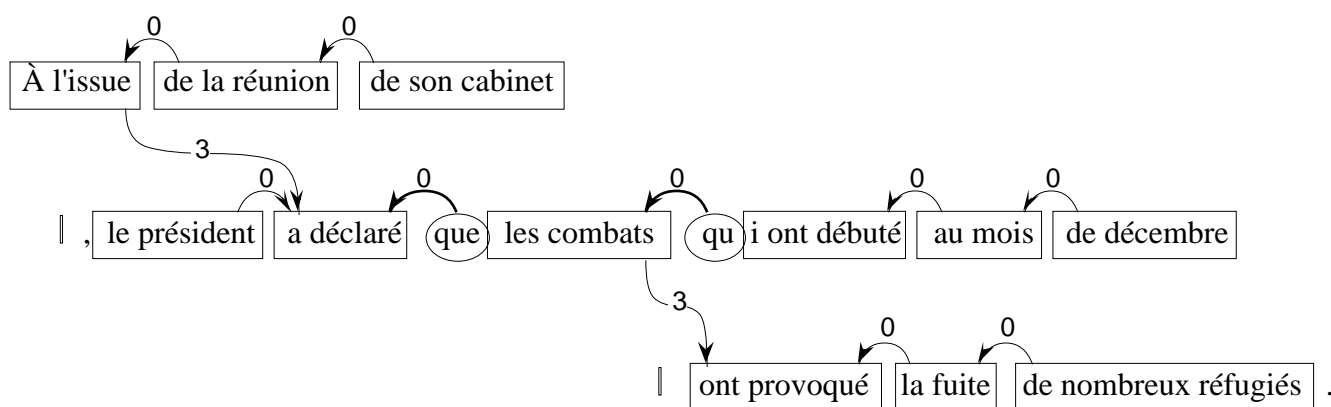 0 0
À l'issue de la réunion de son cabinet
3
0 0 0 0 0
, le président a déclaré que les combats qu i ont débuté au mois de décembre
3
0 0
ont provoqué la fuite de nombreux réfugiés .